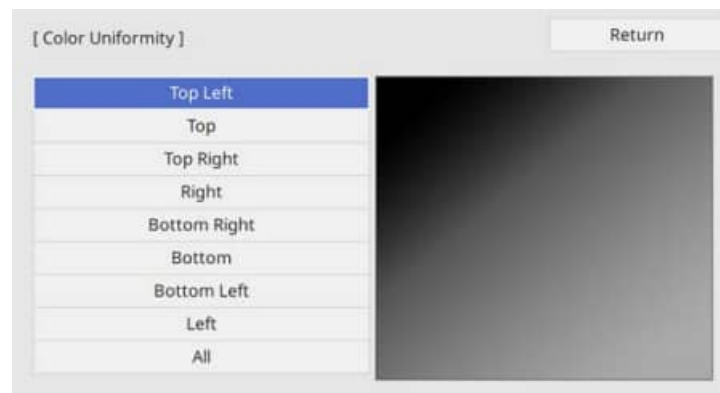 [ Color Uniformity ]
Return
Top Left
Top
Top Right
Right
Bottom Right
Bottom
Bottom Left
Left
All